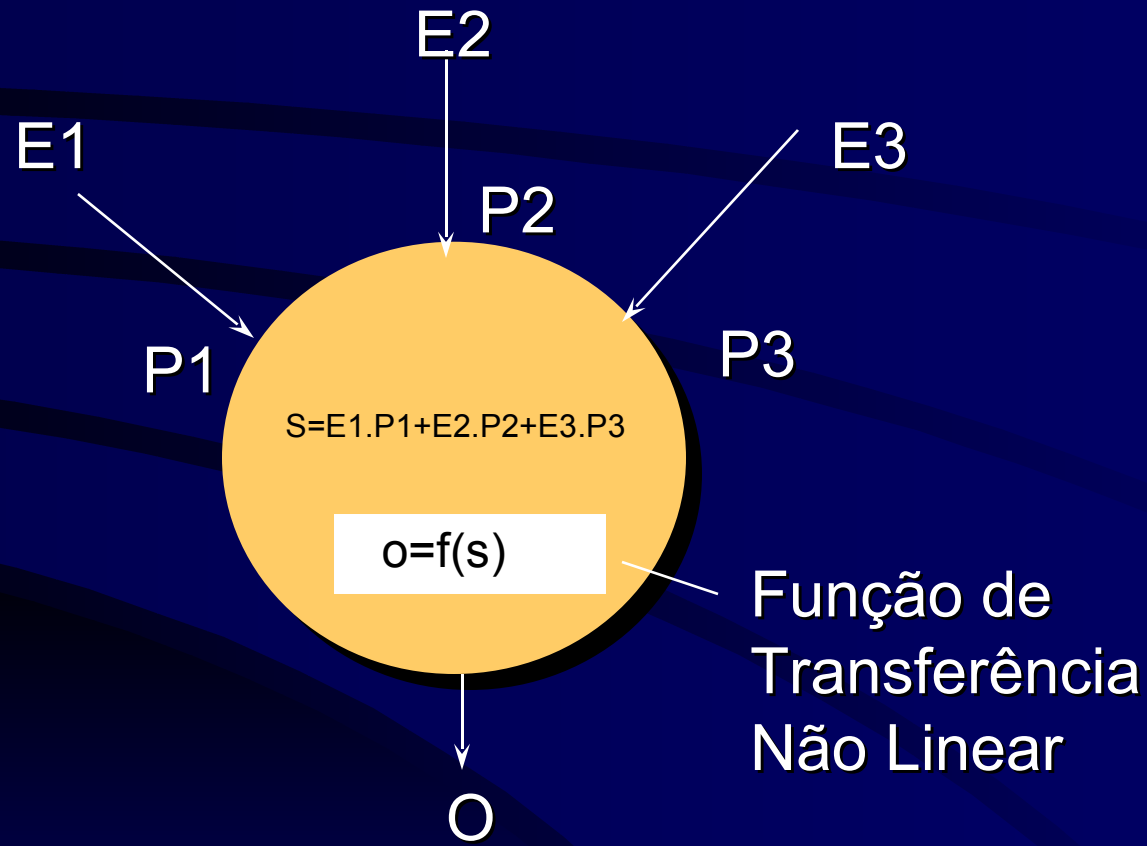 E2
E1
E3
P2
P1
P3
S=E1.P1+E2.P2+E3.P3
o=f(s)
Função de
Transferência
Não Linear
O